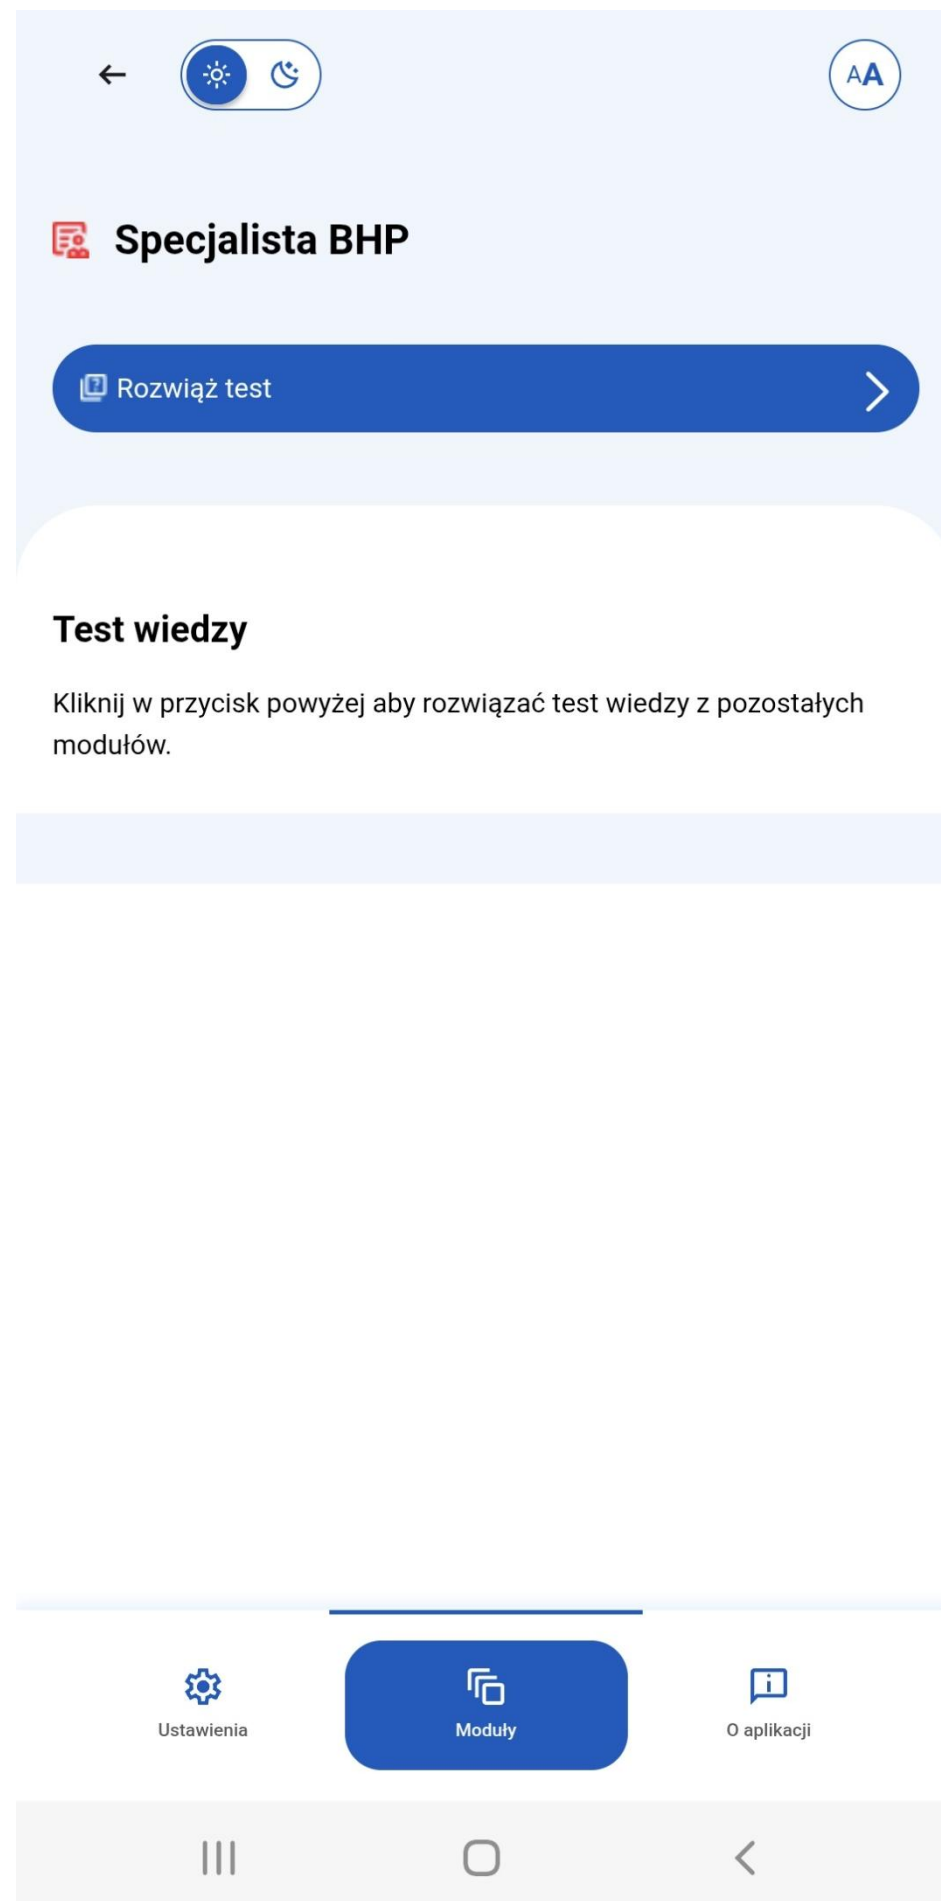 AA
Specjalista BHP
Rozwiąż test
Test wiedzy
Kliknij w przycisk powyżej aby rozwiązać test wiedzy z pozostałych
modułów.
Ustawienia
Moduły
O aplikacji